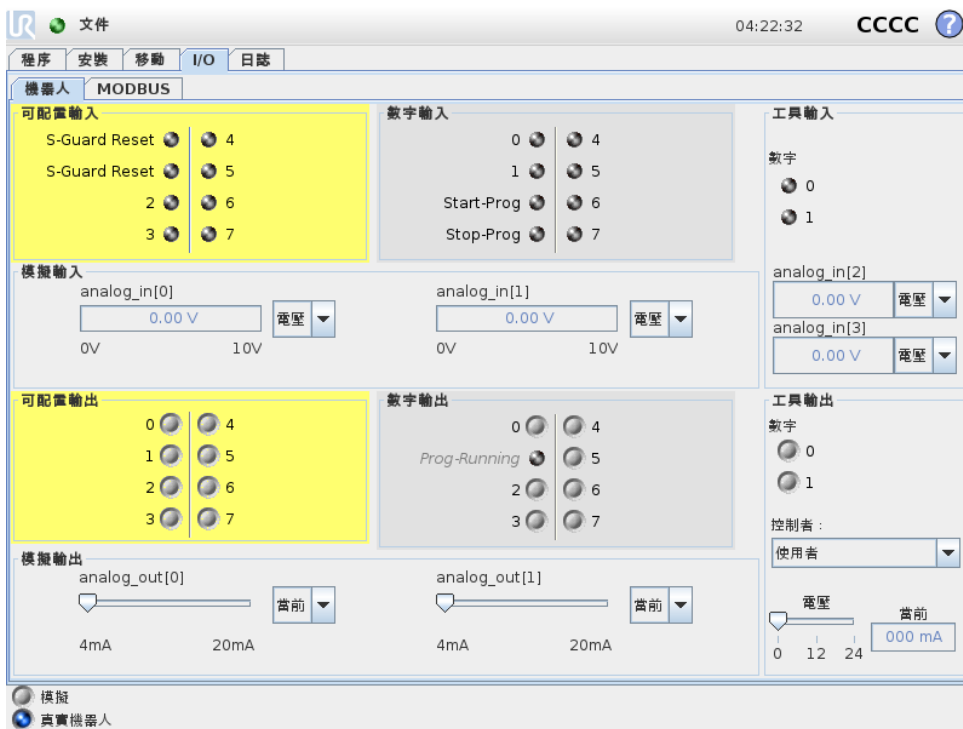 UR 文件 04:22:32 CCCC ?
程序 安裝 移動 I/O 日誌
機器人 MODBUS
可配置輸入
S-Guard Reset 4
S-Guard Reset 5
2 6
3 7
數字輸入
0 4
1 5
Start-Prog 6
Stop-Prog 7
工具輸入
數字
0
1
analog_in[2]
0.00 V 電壓
analog_in[3]
0.00 V 電壓
模擬輸入
analog_in[0]
0.00 V 電壓
0V 10V
analog_in[1]
0.00 V 電壓
0V 10V
可配置輸出
0 4
1 5
2 6
3 7
數字輸出
0 4
Prog-Running 5
2 6
3 7
工具輸出
數字
0
1
控制者：
使用者
電壓
0 12 24
當前
000 mA
模擬輸出
analog_out[0]
當前
4mA 20mA
analog_out[1]
當前
4mA 20mA
模擬
真實機器人